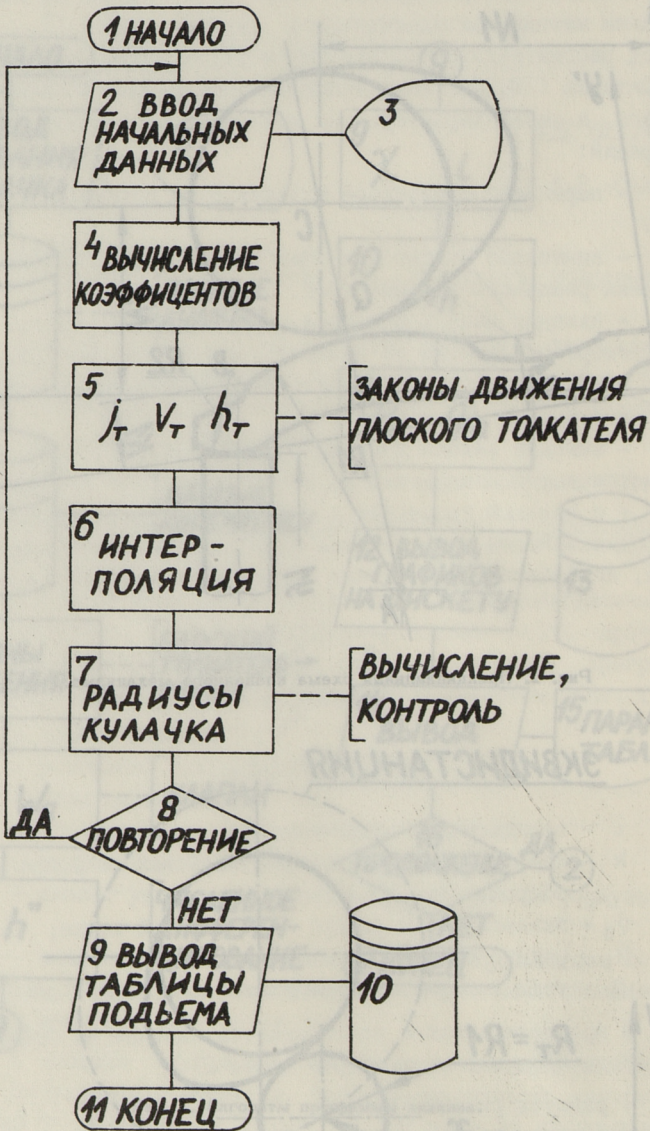 1 НАЧАЛО
2 ВВОД
НАЧАЛЬНЫХ
ДАННЫХ
3
4 ВЫЧИСЛЕНИЕ
КОЭФФИЦЕНТОВ
5
jт Vт hт
ЗАКОНЫ ДВИЖЕНИЯ
ПЛОСКОГО ТОЛКАТЕЛЯ
6
ИНТЕР-
ПОЛЯЦИЯ
7
РАДИУСЫ
КУЛАЧКА
ВЫЧИСЛЕНИЕ,
КОНТРОЛЬ
8
ДА
ПОВТОРЕНИЕ
НЕТ
9 ВЫВОД
ТАБЛИЦЫ
ПОДЬЕМА
10
11 КОНЕЦ